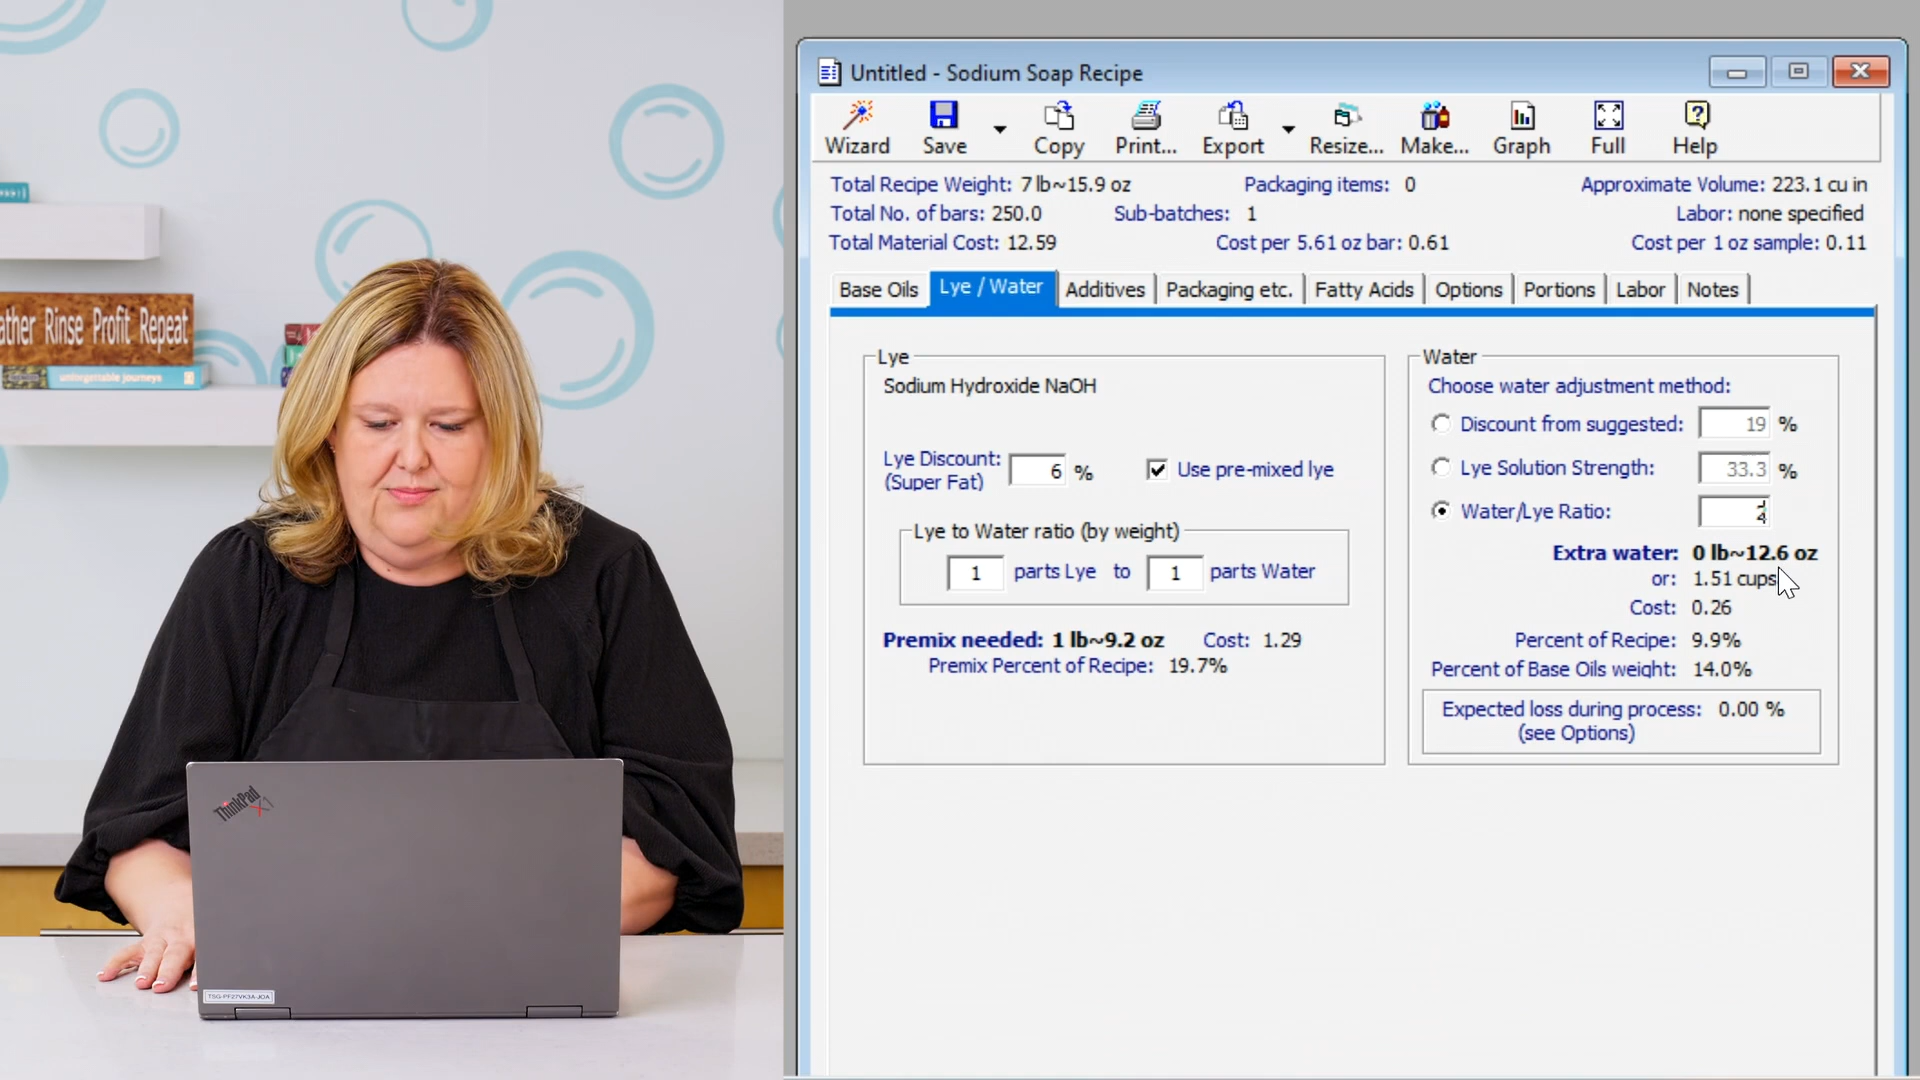 ather Rinse Profit Repeat
unforgettable journeys
ThinkPad X1
TSG-PF27VK3A-JOA
Untitled - Sodium Soap Recipe
Wizard Save Copy Print... Export Resize... Make... Graph Full Help
Total Recipe Weight: 7 lb~15.9 oz Packaging items: 0 Approximate Volume: 223.1 cu in
Total No. of bars: 250.0 Sub-batches: 1 Labor: none specified
Total Material Cost: 12.59 Cost per 5.61 oz bar: 0.61 Cost per 1 oz sample: 0.11
Base Oils Lye / Water Additives Packaging etc. Fatty Acids Options Portions Labor Notes
Lye
Sodium Hydroxide NaOH
Lye Discount: 6 %
(Super Fat)
Use pre-mixed lye
Lye to Water ratio (by weight)
1 parts Lye to 1 parts Water
Premix needed: 1 lb~9.2 oz Cost: 1.29
Premix Percent of Recipe: 19.7%
Water
Choose water adjustment method:
Discount from suggested: 19 %
Lye Solution Strength: 33.3 %
Water/Lye Ratio:
Extra water: 0 lb~12.6 oz
or: 1.51 cups
Cost: 0.26
Percent of Recipe: 9.9%
Percent of Base Oils weight: 14.0%
Expected loss during process: 0.00 %
(see Options)